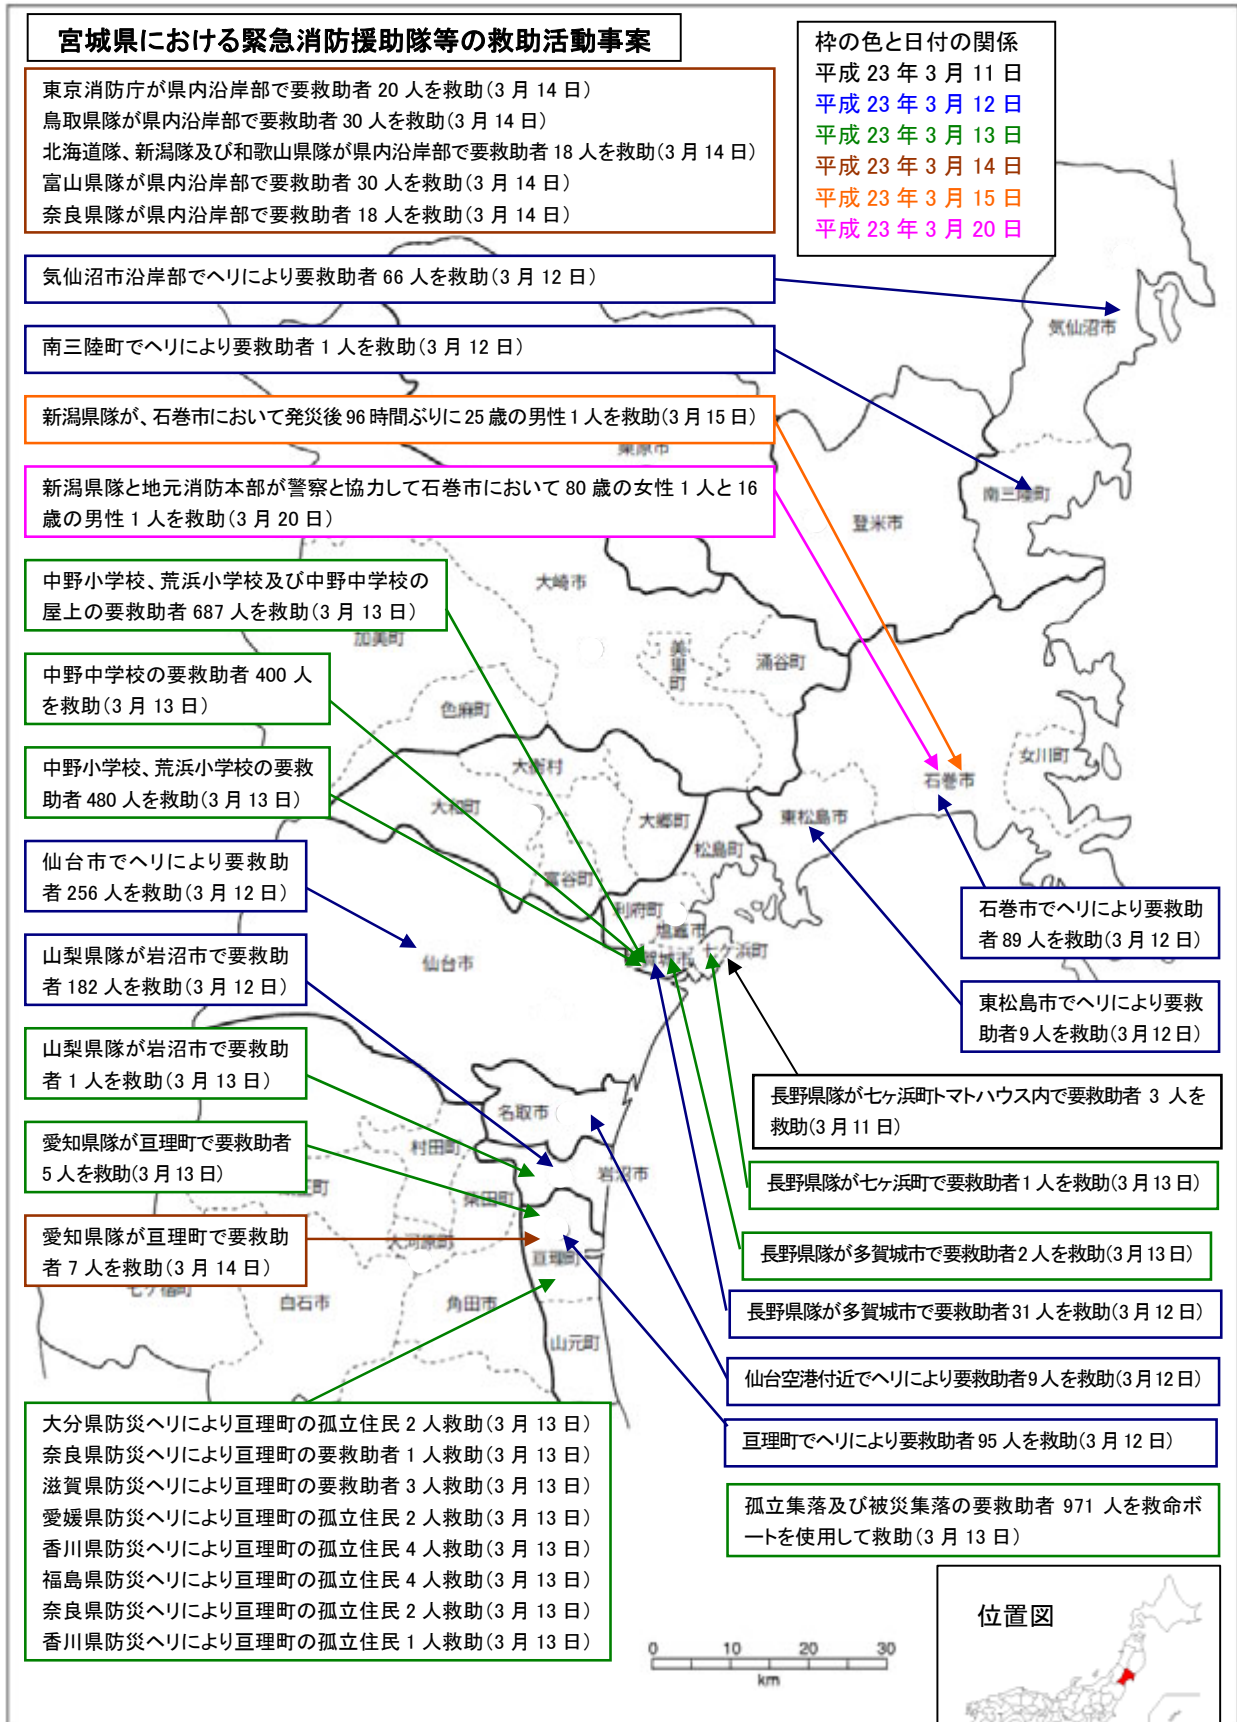 宮城県における緊急消防援助隊等の救助活動事案
枠の色と日付の関係
平成 23 年 3 月 11 日
平成 23 年 3 月 12 日
平成 23 年 3 月 13 日
平成 23 年 3 月 14 日
平成 23 年 3 月 15 日
平成 23 年 3 月 20 日
東京消防庁が県内沿岸部で要救助者 20 人を救助(3 月 14 日)
鳥取県隊が県内沿岸部で要救助者 30 人を救助(3 月 14 日)
北海道隊、新潟隊及び和歌山県隊が県内沿岸部で要救助者 18 人を救助(3 月 14 日)
富山県隊が県内沿岸部で要救助者 30 人を救助(3 月 14 日)
奈良県隊が県内沿岸部で要救助者 18 人を救助(3 月 14 日)
気仙沼市沿岸部でヘリにより要救助者 66 人を救助(3 月 12 日)
気仙沼市
南三陸町でヘリにより要救助者 1 人を救助(3 月 12 日)
新潟県隊が、石巻市において発災後 96 時間ぶりに 25 歳の男性 1 人を救助(3 月 15 日)
栗原市
新潟県隊と地元消防本部が警察と協力して石巻市において 80 歳の女性 1 人と 16
歳の男性 1 人を救助(3 月 20 日)
南三陸町
登米市
中野小学校、荒浜小学校及び中野中学校の
屋上の要救助者 687 人を救助(3 月 13 日)
大崎市
加美町
美里町
涌谷町
中野中学校の要救助者 400 人
を救助(3 月 13 日)
色麻町
中野小学校、荒浜小学校の要救
助者 480 人を救助(3 月 13 日)
大衡村
大和町
大郷町
松島町
東松島市
石巻市
女川町
富谷町
仙台市でヘリにより要救助
者 256 人を救助(3 月 12 日)
利府町
塩竈市
七ケ浜町
仙台市
石巻市でヘリにより要救助
者 89 人を救助(3 月 12 日)
山梨県隊が岩沼市で要救助
者 182 人を救助(3 月 12 日)
東松島市でヘリにより要救
助者 9 人を救助(3 月 12 日)
山梨県隊が岩沼市で要救助
者 1 人を救助(3 月 13 日)
長野県隊が七ヶ浜町トマトハウス内で要救助者 3 人を
救助(3 月 11 日)
名取市
村田町
岩沼市
愛知県隊が亘理町で要救助者
5 人を救助(3 月 13 日)
長野県隊が七ヶ浜町で要救助者 1 人を救助(3 月 13 日)
柴田町
愛知県隊が亘理町で要救助
者 7 人を救助(3 月 14 日)
大河原町
亘理町
長野県隊が多賀城市で要救助者 2 人を救助(3 月 13 日)
白石市
角田市
山元町
長野県隊が多賀城市で要救助者 31 人を救助(3 月 12 日)
仙台空港付近でヘリにより要救助者 9 人を救助(3 月 12 日)
亘理町でヘリにより要救助者 95 人を救助(3 月 12 日)
大分県防災ヘリにより亘理町の孤立住民 2 人救助(3 月 13 日)
奈良県防災ヘリにより亘理町の要救助者 1 人救助(3 月 13 日)
滋賀県防災ヘリにより亘理町の要救助者 3 人救助(3 月 13 日)
愛媛県防災ヘリにより亘理町の孤立住民 2 人救助(3 月 13 日)
香川県防災ヘリにより亘理町の孤立住民 4 人救助(3 月 13 日)
福島県防災ヘリにより亘理町の孤立住民 4 人救助(3 月 13 日)
奈良県防災ヘリにより亘理町の孤立住民 2 人救助(3 月 13 日)
香川県防災ヘリにより亘理町の孤立住民 1 人救助(3 月 13 日)
孤立集落及び被災集落の要救助者 971 人を救命ボ
ートを使用して救助(3 月 13 日)
位置図
0 10 20 30
km